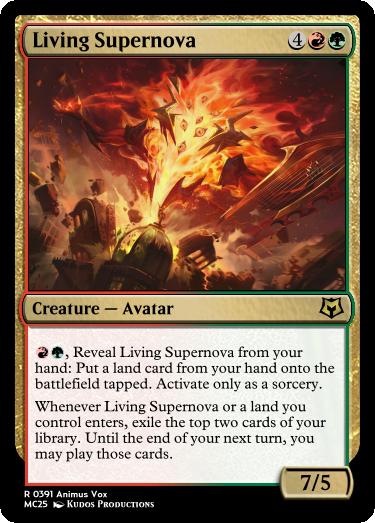 Living Supernova 4
Creature — Avatar
, Reveal Living Supernova from your
hand: Put a land card from your hand onto the
battlefield tapped. Activate only as a sorcery.
Whenever Living Supernova or a land you
control enters, exile the top two cards of your
library. Until the end of your next turn, you
may play those cards.
7/5
R 0391 Animus Vox
MC25 Kudos Productions